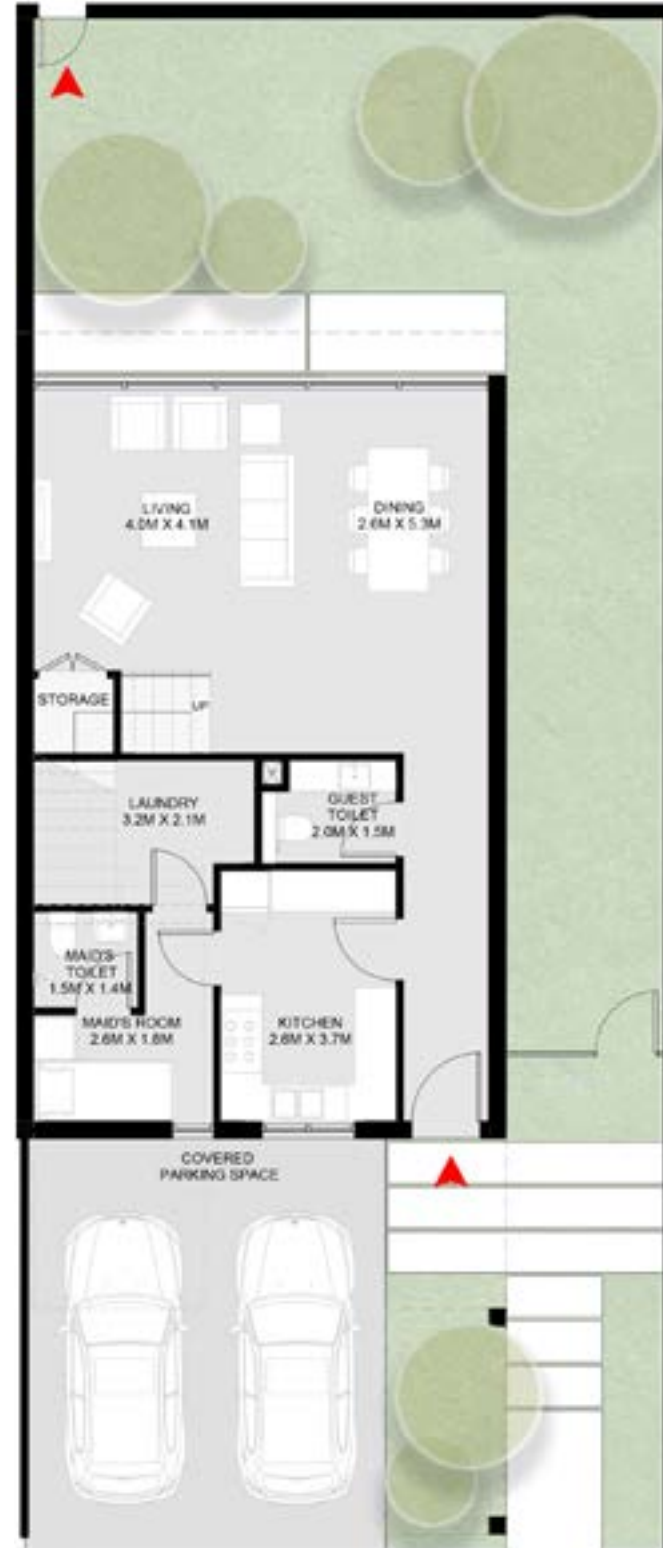 LIVING
4.0M X 4.1M
DINING
2.6M X 5.3M
STORAGE
UP
LAUNDRY
3.2M X 2.1M
GUEST
TOILET
2.0M X 1.5M
MAID'S
TOILET
1.5M X 1.4M
MAID'S ROOM
2.6M X 1.8M
KITCHEN
2.6M X 3.7M
COVERED
PARKING SPACE